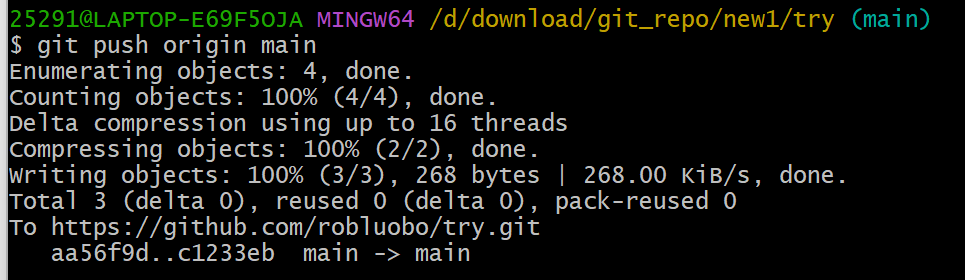 25291@LAPTOP-E69F5OJA MINGW64 /d/download/git_repo/new1/try (main)
$ git push origin main
Enumerating objects: 4, done.
Counting objects: 100% (4/4), done.
Delta compression using up to 16 threads
Compressing objects: 100% (2/2), done.
Writing objects: 100% (3/3), 268 bytes | 268.00 KiB/s, done.
Total 3 (delta 0), reused 0 (delta 0), pack-reused 0
To https://github.com/robluobo/try.git
   aa56f9d..c1233eb  main -> main